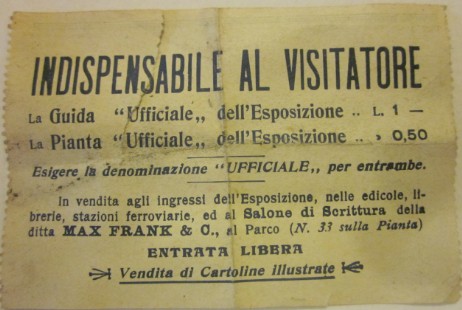 INDISPENSABILE AL VISITATORE
La Guida "Ufficiale„ dell'Esposizione .. L. 1 —
La Pianta "Ufficiale„ dell'Esposizione .. „ 0,50
Esigere la denominazione "UFFICIALE„ per entrambe.
In vendita agli ingressi dell'Esposizione, nelle edicole, li-
brerie, stazioni ferroviarie, ed al Salone di Scrittura della
ditta MAX FRANK & C., al Parco (N. 33 sulla Pianta)
ENTRATA LIBERA
Vendita di Cartoline illustrate